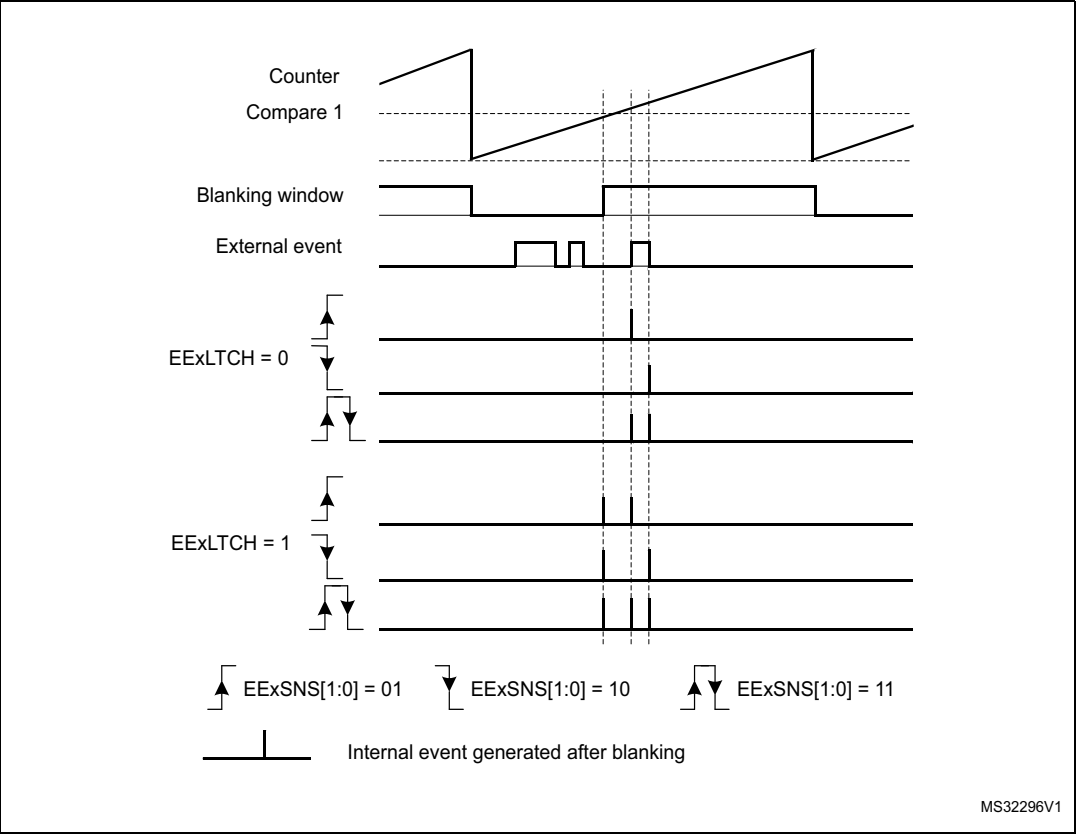 Counter
Compare 1
Blanking window
External event
EExLTCH = 0
EExLTCH = 1
EExSNS[1:0] = 01
EExSNS[1:0] = 10
EExSNS[1:0] = 11
Internal event generated after blanking
MS32296V1